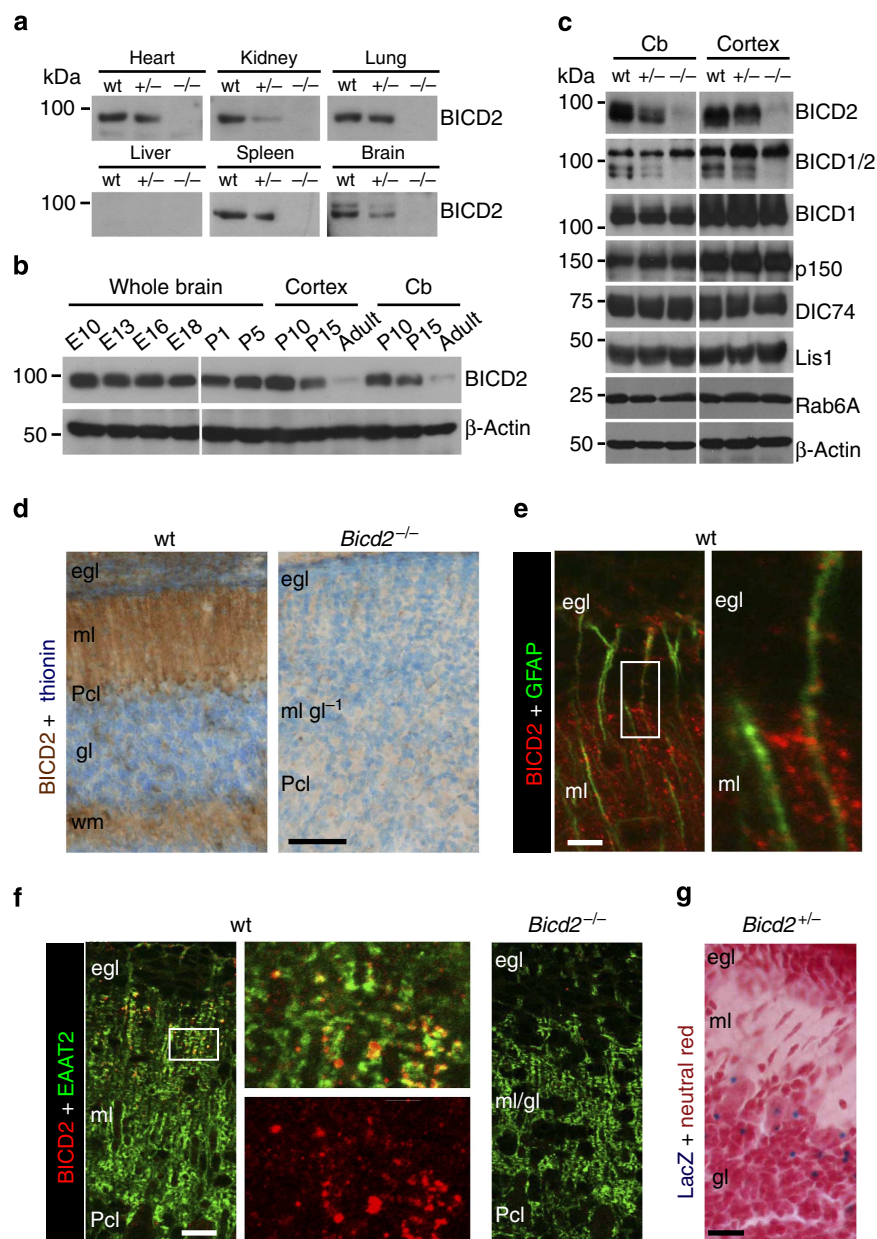 a
Heart Kidney Lung
kDa wt +/– –/– wt +/– –/– wt +/– –/–
100 BICD2
Liver Spleen Brain
wt +/– –/– wt +/– –/– wt +/– –/–
100 BICD2
b
Whole brain Cortex Cb
E10 E13 E16 E18 P1 P5 P10 P15 Adult P10 P15 Adult
100 BICD2
50 β-Actin
c
Cb Cortex
kDa wt +/– –/– wt +/– –/–
100 BICD2
100 BICD1/2
100 BICD1
150 p150
75 DIC74
50 Lis1
25 Rab6A
50 β-Actin
d
wt Bicd2–/–
BICD2 + thionin
egl
ml
Pcl
gl
wm
egl
ml gl–1
Pcl
e
wt
BICD2 + GFAP
egl
ml
egl
ml
f
wt Bicd2–/–
BICD2 + EAAT2
egl
ml
Pcl
egl
ml/gl
Pcl
g
Bicd2+/–
LacZ + neutral red
egl
ml
gl